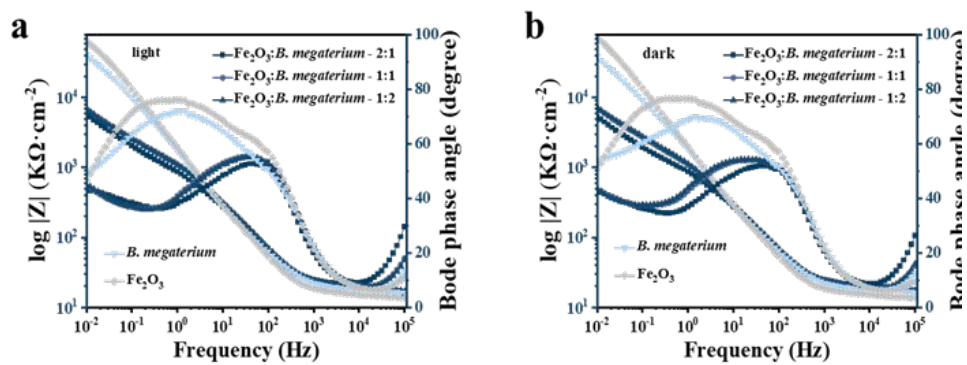 a
light
Fe₂O₃:B. megaterium - 2:1
Fe₂O₃:B. megaterium - 1:1
Fe₂O₃:B. megaterium - 1:2
B. megaterium
Fe₂O₃
log |Z| (KΩ·cm⁻²)
10⁴
10³
10²
10¹
Bode phase angle (degree)
100
80
60
40
20
0
10⁻² 10⁻¹ 10⁰ 10¹ 10² 10³ 10⁴ 10⁵
Frequency (Hz)
b
dark
Fe₂O₃:B. megaterium - 2:1
Fe₂O₃:B. megaterium - 1:1
Fe₂O₃:B. megaterium - 1:2
B. megaterium
Fe₂O₃
log |Z| (KΩ·cm⁻²)
10⁴
10³
10²
10¹
Bode phase angle (degree)
100
80
60
40
20
0
10⁻² 10⁻¹ 10⁰ 10¹ 10² 10³ 10⁴ 10⁵
Frequency (Hz)